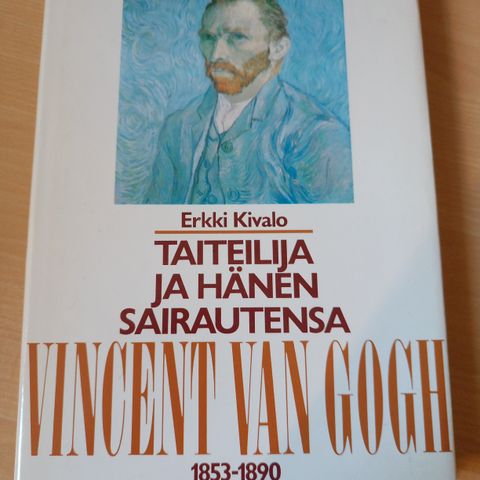 Erkki Kivalo
TAITEILIJA
JA HÄNEN
SAIRAUTENSA
VINCENT VAN GOGH
1853-1890